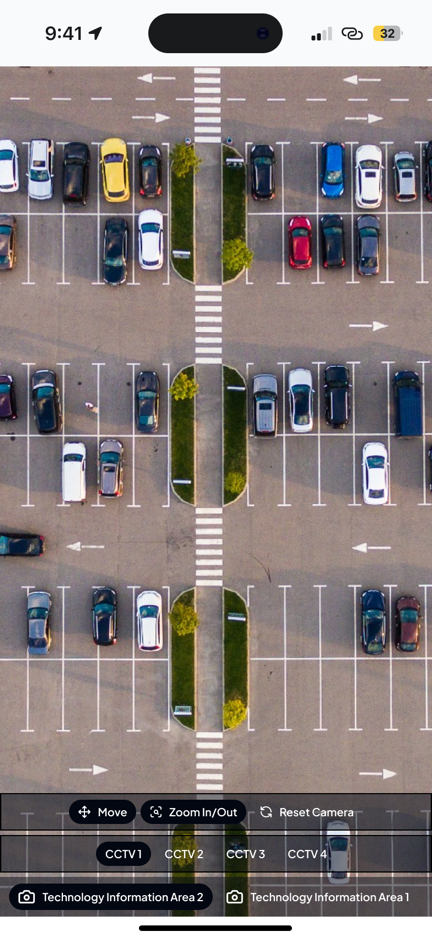 9:41
32
Move
Zoom In/Out
Reset Camera
CCTV 1
CCTV 2
CCTV 3
CCTV 4
Technology Information Area 2
Technology Information Area 1